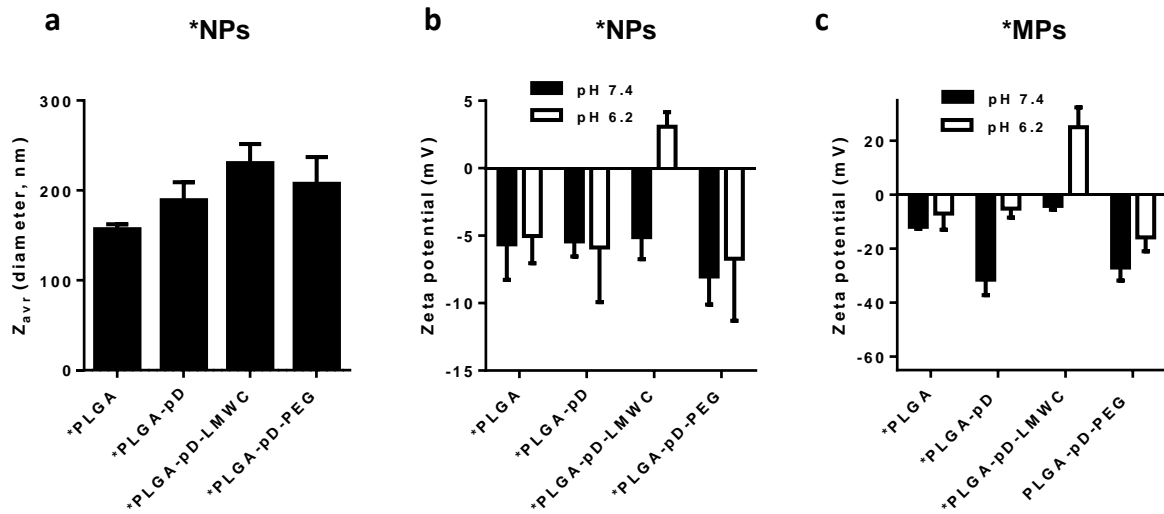 a
*NPs
Z avr (diameter, nm)
300
200
100
0
*PLGA
*PLGA-pD
*PLGA-pD-LMWC
*PLGA-pD-PEG
b
*NPs
pH 7.4
pH 6.2
Zeta potential (mV)
5
0
-5
-10
-15
*PLGA
*PLGA-pD
*PLGA-pD-LMWC
*PLGA-pD-PEG
c
*MPs
pH 7.4
pH 6.2
Zeta potential (mV)
20
0
-20
-40
-60
*PLGA
*PLGA-pD
*PLGA-pD-LMWC
PLGA-pD-PEG